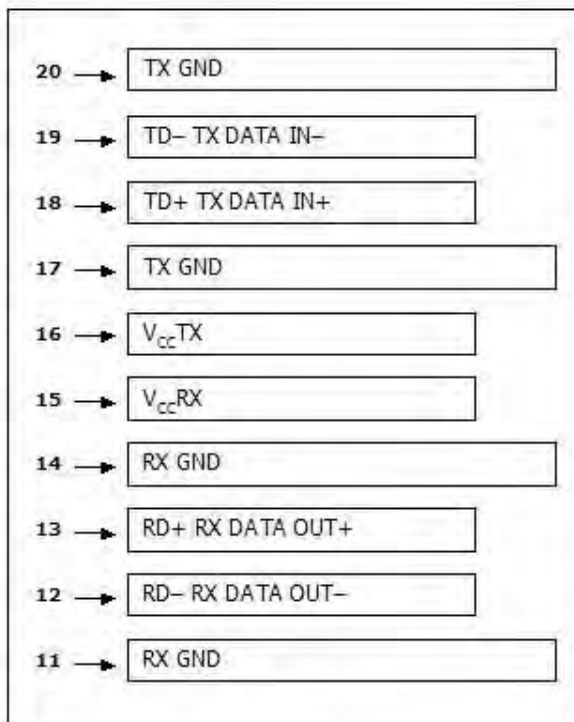 20 TX GND
19 TD– TX DATA IN–
18 TD+ TX DATA IN+
17 TX GND
16 VCCTX
15 VCCRX
14 RX GND
13 RD+ RX DATA OUT+
12 RD– RX DATA OUT–
11 RX GND